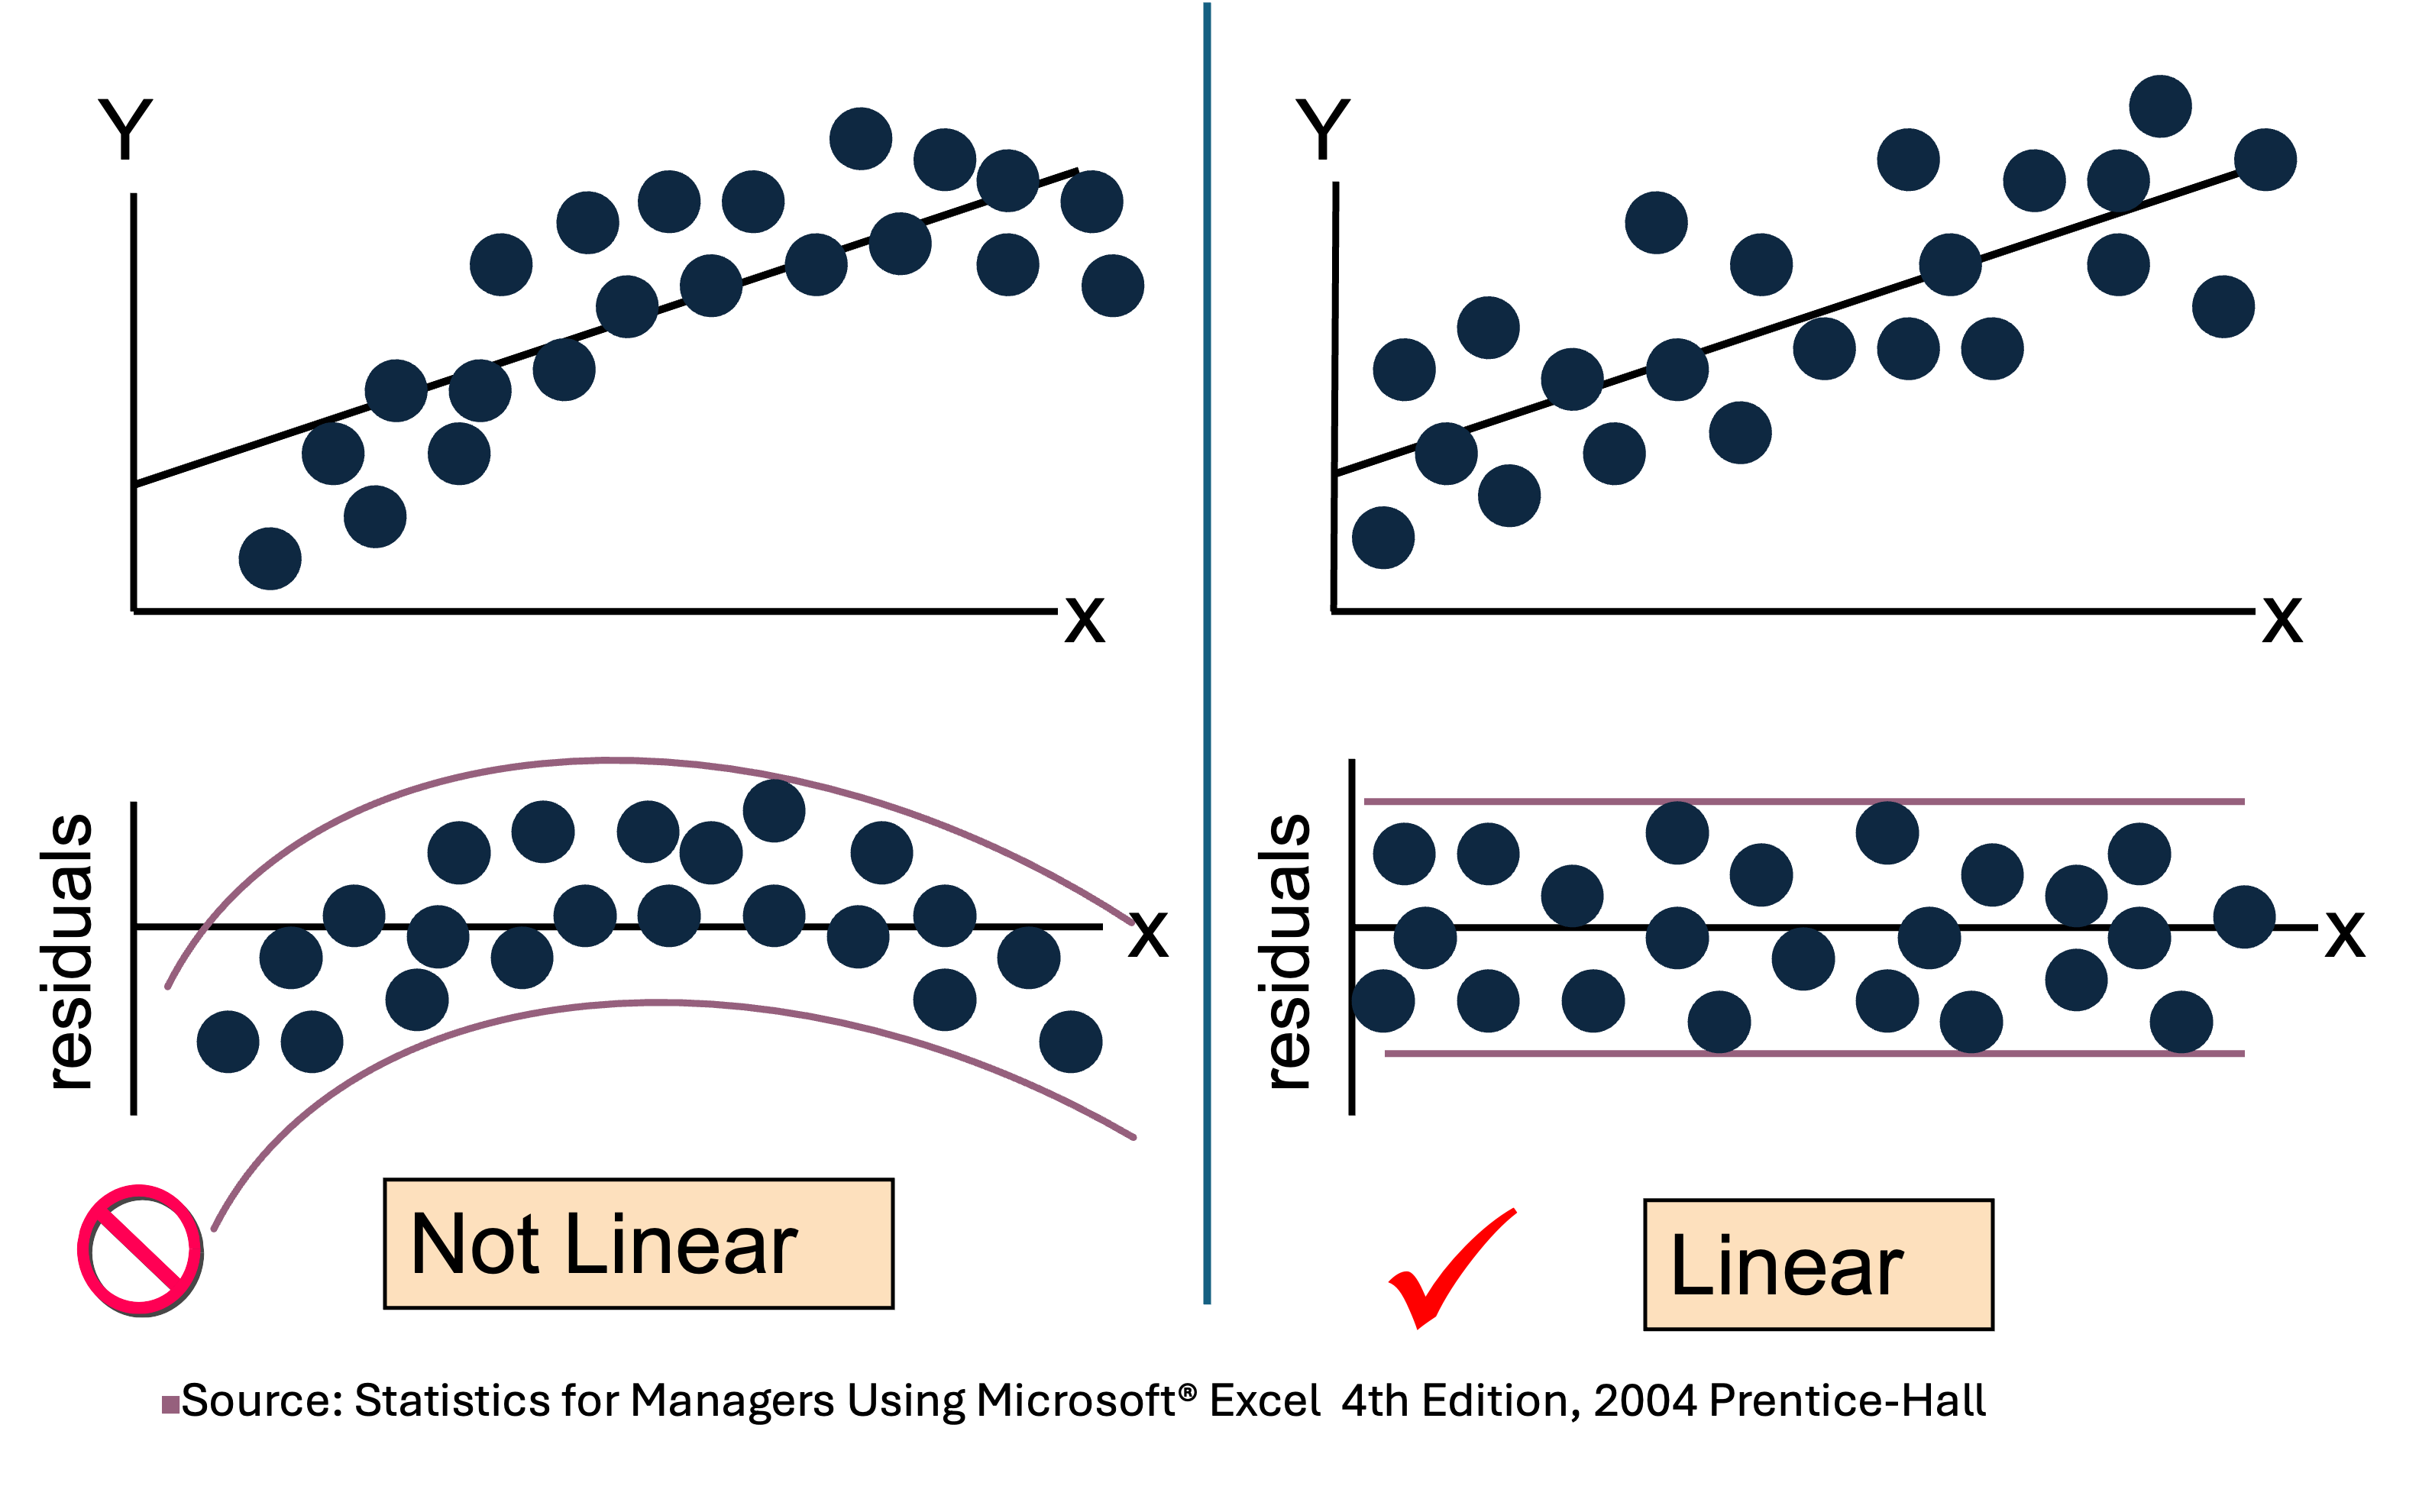 Y
Y
x
x
residuals
x
residuals
x
Not Linear
Linear
Source: Statistics for Managers Using Microsoft® Excel 4th Edition, 2004 Prentice-Hall